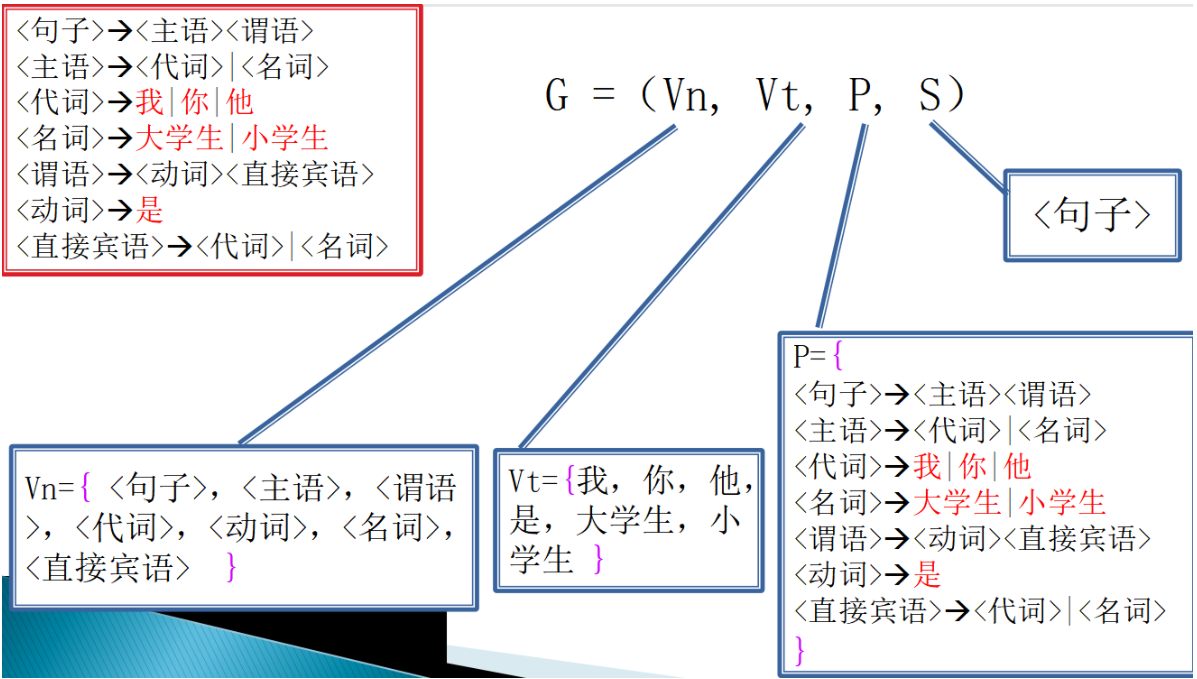 <句子>→<主语><谓语>
<主语>→<代词>|<名词>
<代词>→我|你|他
<名词>→大学生|小学生
<谓语>→<动词><直接宾语>
<动词>→是
<直接宾语>→<代词>|<名词>
G = (Vn, Vt, P, S)
<句子>
Vn={ <句子>, <主语>, <谓语
>, <代词>, <动词>, <名词>,
<直接宾语> }
Vt={我, 你, 他,
是, 大学生, 小
学生 }
P={
<句子>→<主语><谓语>
<主语>→<代词>|<名词>
<代词>→我|你|他
<名词>→大学生|小学生
<谓语>→<动词><直接宾语>
<动词>→是
<直接宾语>→<代词>|<名词>
}